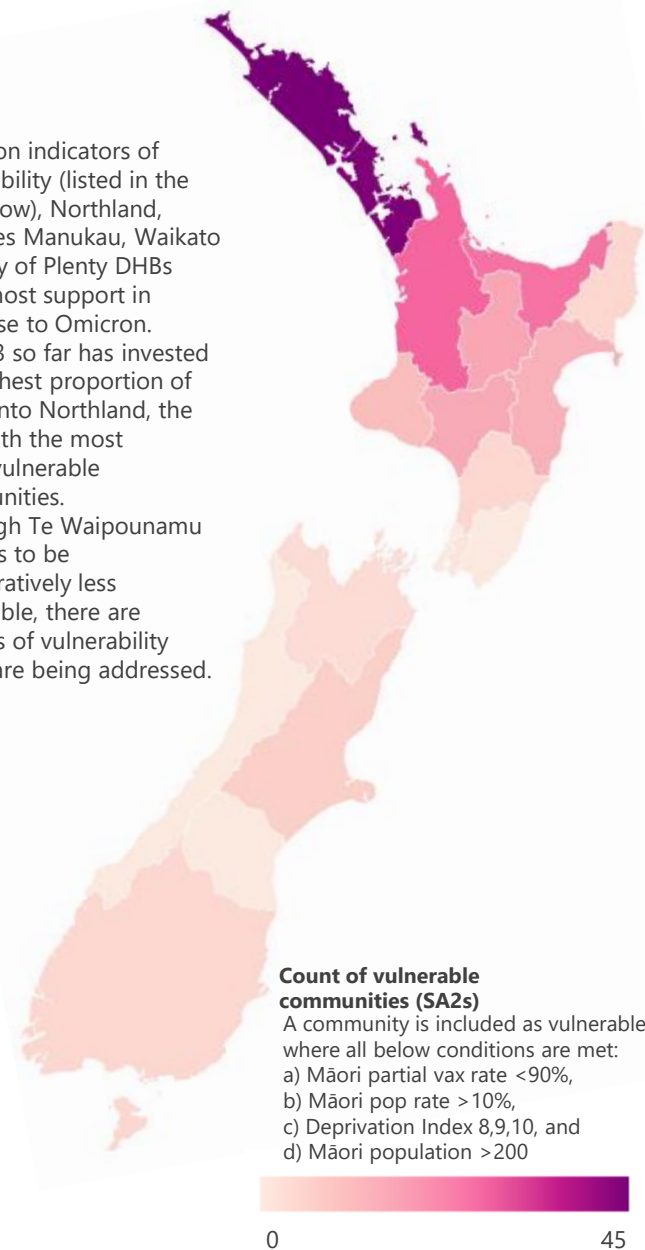 on indicators of
bility (listed in the
ow), Northland,
es Manukau, Waikato
y of Plenty DHBs
nost support in
se to Omicron.
3 so far has invested
hest proportion of
nto Northland, the
th the most
vulnerable
unities.
gh Te Waipounamu
s to be
ratively less
ble, there are
s of vulnerability
are being addressed.
Count of vulnerable
communities (SA2s)
A community is included as vulnerable
where all below conditions are met:
a) Māori partial vax rate <90%,
b) Māori pop rate >10%,
c) Deprivation Index 8,9,10, and
d) Māori population >200
0 45